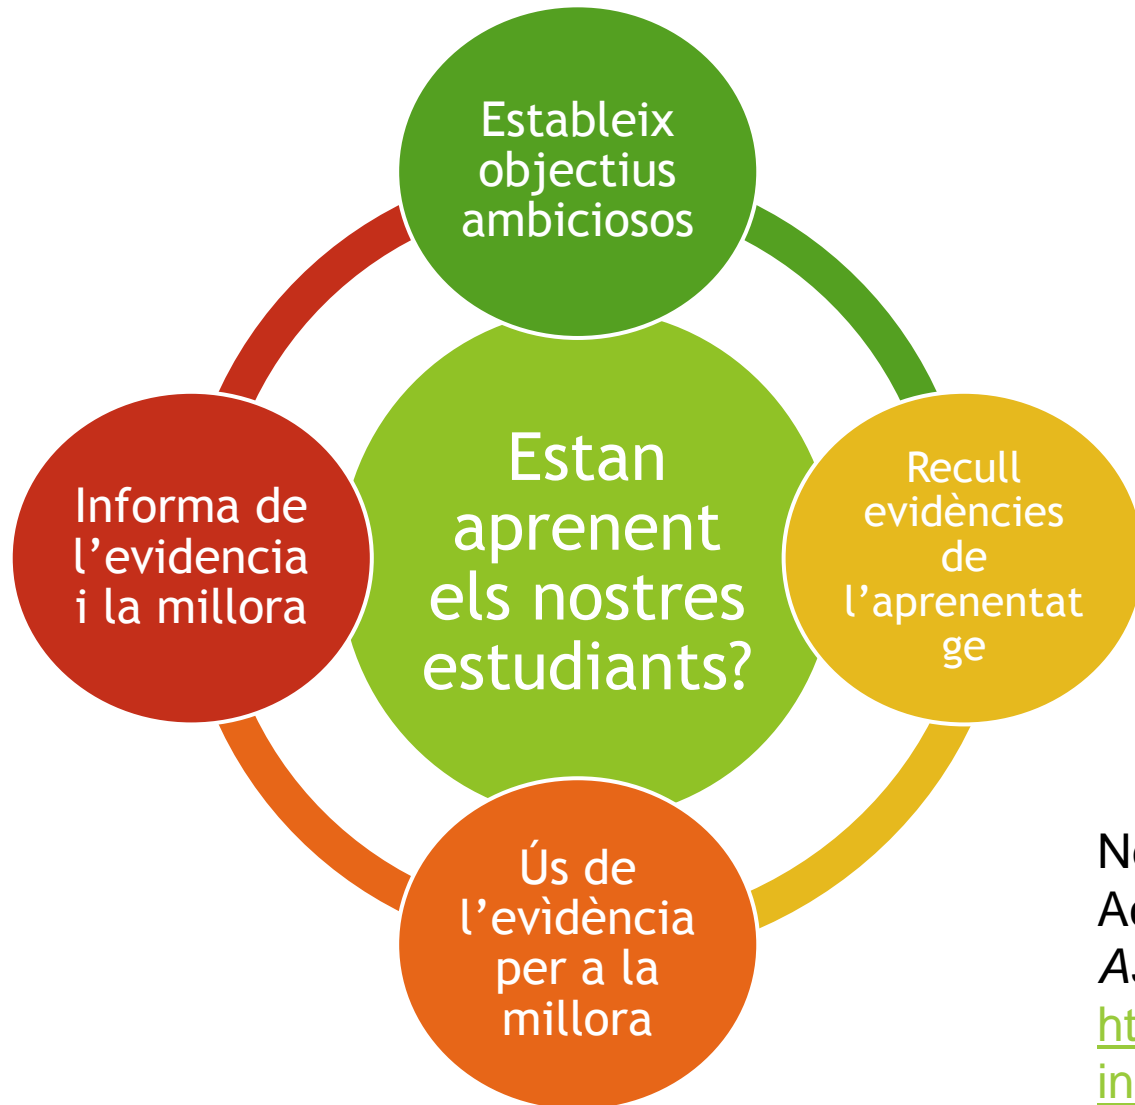 Estableix
objectius
ambiciosos
Estan
aprenent
els nostres
estudiants?
Recull
evidències
de
l’aprenentat
ge
Informa de
l’evidencia
i la millora
Ús de
l’evìdència
per a la
millora